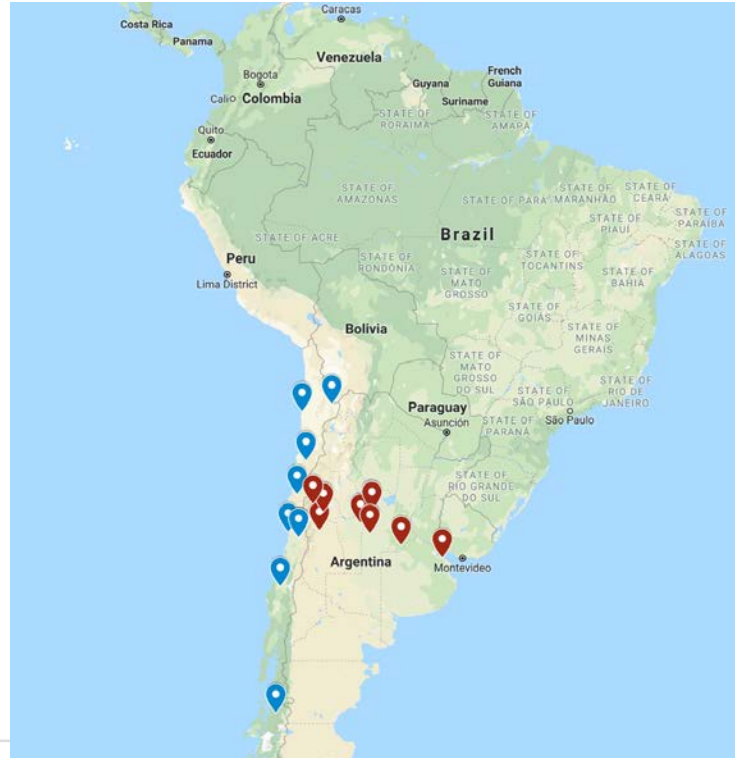 Caracas
Costa Rica
Panama
Venezuela
Bogota
Guyana
French
Guiana
Cali
Colombia
Suriname
STATE OF
RORAIMA
STATE OF
AMAPÁ
Quito
Ecuador
STATE OF
AMAZONAS
STATE OF
PARÁ
STATE OF
MARANHÃO
STATE OF
CEARÁ
STATE OF
PARAÍBA
STATE OF
PIAUÍ
STATE OF
ALAGOAS
STATE OF ACRE
Brazil
Peru
STATE OF
RONDÔNIA
STATE OF
TOCANTINS
STATE OF
BAHIA
Lima District
STATE OF
MATO
GROSSO
STATE OF
GOIÁS
Bolivia
STATE OF
MINAS
GERAIS
STATE OF
MATO
GROSSO
DO SUL
STATE OF
SÃO PAULO
STATE OF
RIO DE
JANEIRO
Paraguay
Asunción
São Paulo
STATE OF
PARANÁ
STATE OF
RIO GRANDE
DO SUL
Argentina
Montevideo